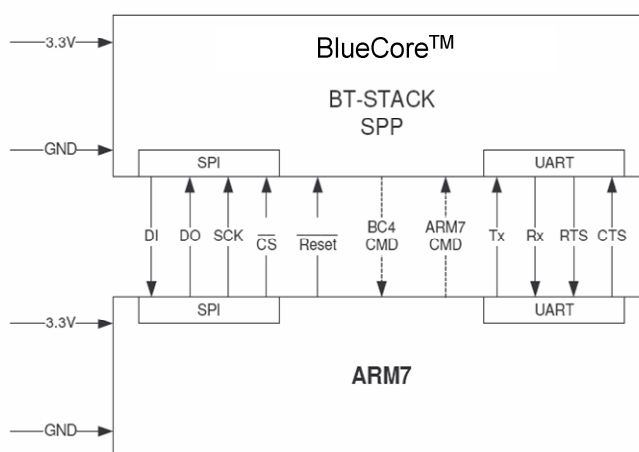 3.3V
BlueCore™
BT-STACK
SPP
GND
SPI
UART
DI
DO
SCK
CS
Reset
BC4
CMD
ARM7
CMD
Tx
Rx
RTS
CTS
SPI
UART
3.3V
ARM7
GND